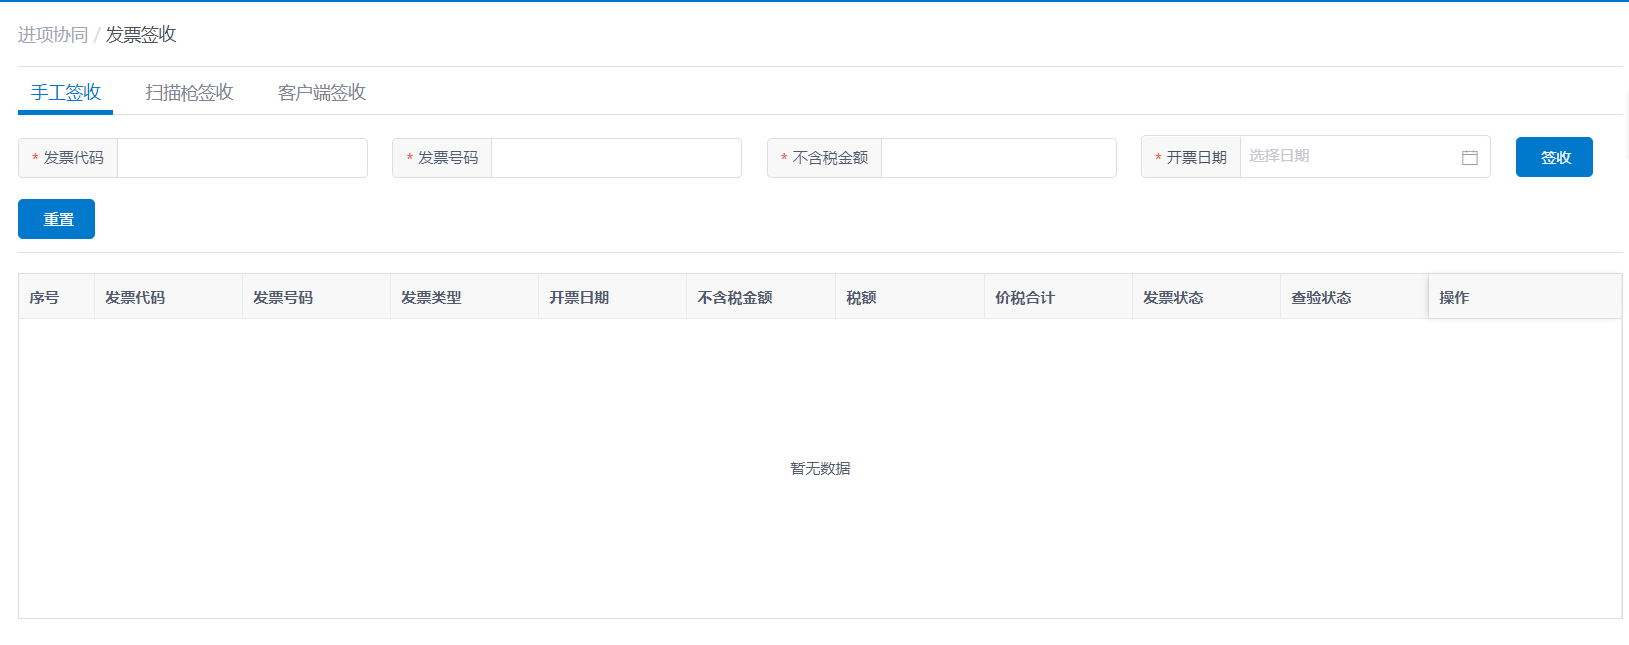 进项协同 / 发票签收
手工签收 扫描枪签收 客户端签收
* 发票代码 * 发票号码 * 不含税金额 * 开票日期 选择日期 签收
重置
序号 发票代码 发票号码 发票类型 开票日期 不含税金额 税额 价税合计 发票状态 查验状态 操作
暂无数据